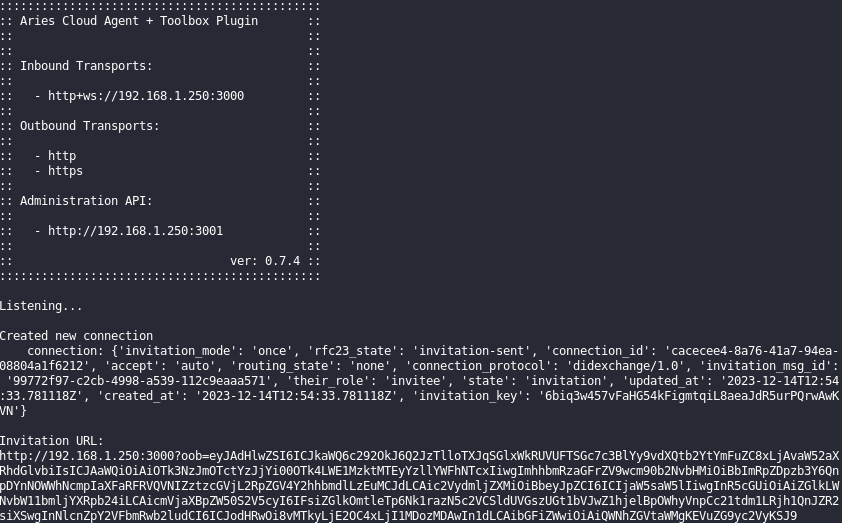 ::::::::::::::::::::::::::::::::::::::::::::::
:: Aries Cloud Agent + Toolbox Plugin       ::
::                                          ::
::                                          ::
:: Inbound Transports:                      ::
::                                          ::
::   - http+ws://192.168.1.250:3000         ::
::                                          ::
:: Outbound Transports:                     ::
::                                          ::
::   - http                                 ::
::   - https                                ::
::                                          ::
:: Administration API:                      ::
::                                          ::
::   - http://192.168.1.250:3001            ::
::                                          ::
::                               ver: 0.7.4 ::
::::::::::::::::::::::::::::::::::::::::::::::
Listening...
Created new connection
    connection: {'invitation_mode': 'once', 'rfc23_state': 'invitation-sent', 'connection_id': 'cacecee4-8a76-41a7-94ea-
08804a1f6212', 'accept': 'auto', 'routing_state': 'none', 'connection_protocol': 'didexchange/1.0', 'invitation_msg_id':
 '99772f97-c2cb-4998-a539-112c9eaaa571', 'their_role': 'invitee', 'state': 'invitation', 'updated_at': '2023-12-14T12:54
:33.781118Z', 'created_at': '2023-12-14T12:54:33.781118Z', 'invitation_key': '6biq3w457vFaHG54kFigmtqiL8aeaJdR5urPQrwAwK
VN'}
Invitation URL:
http://192.168.1.250:3000?oob=